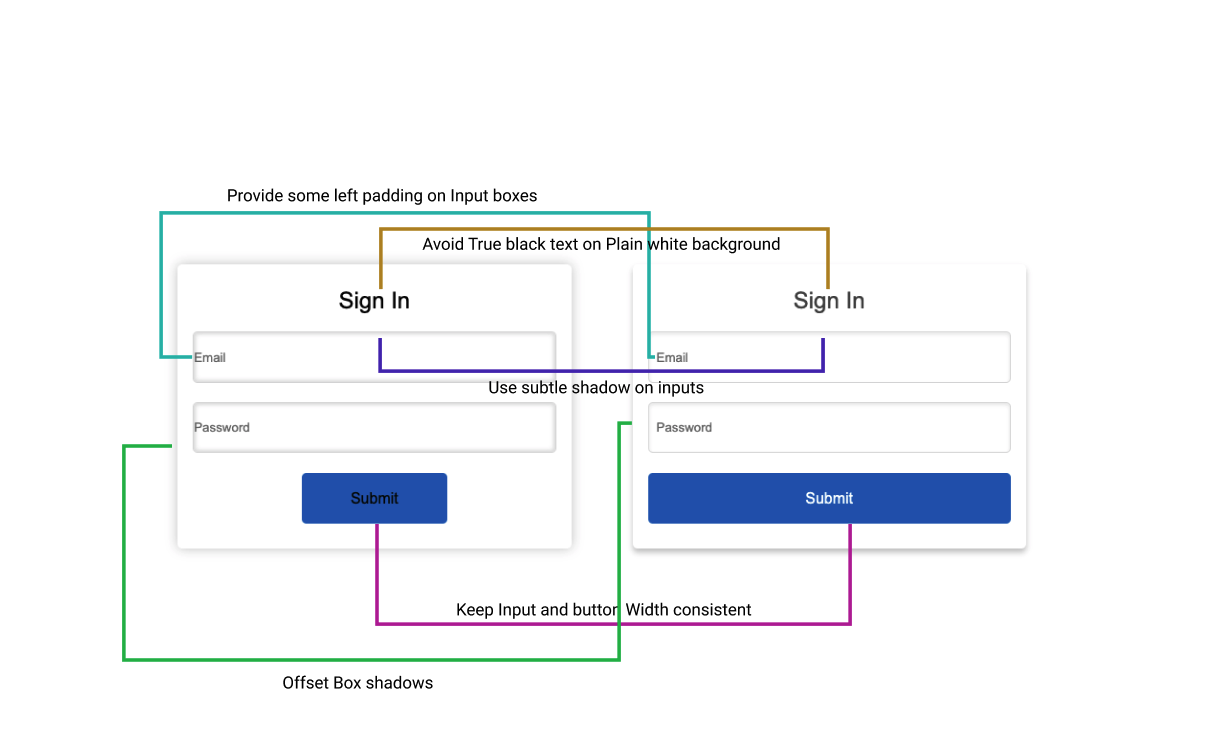 Provide some left padding on Input boxes
Avoid True black text on Plain white background
Sign In
Sign In
Email
Email
Use subtle shadow on inputs
Password
Password
Submit
Submit
Keep Input and button Width consistent
Offset Box shadows